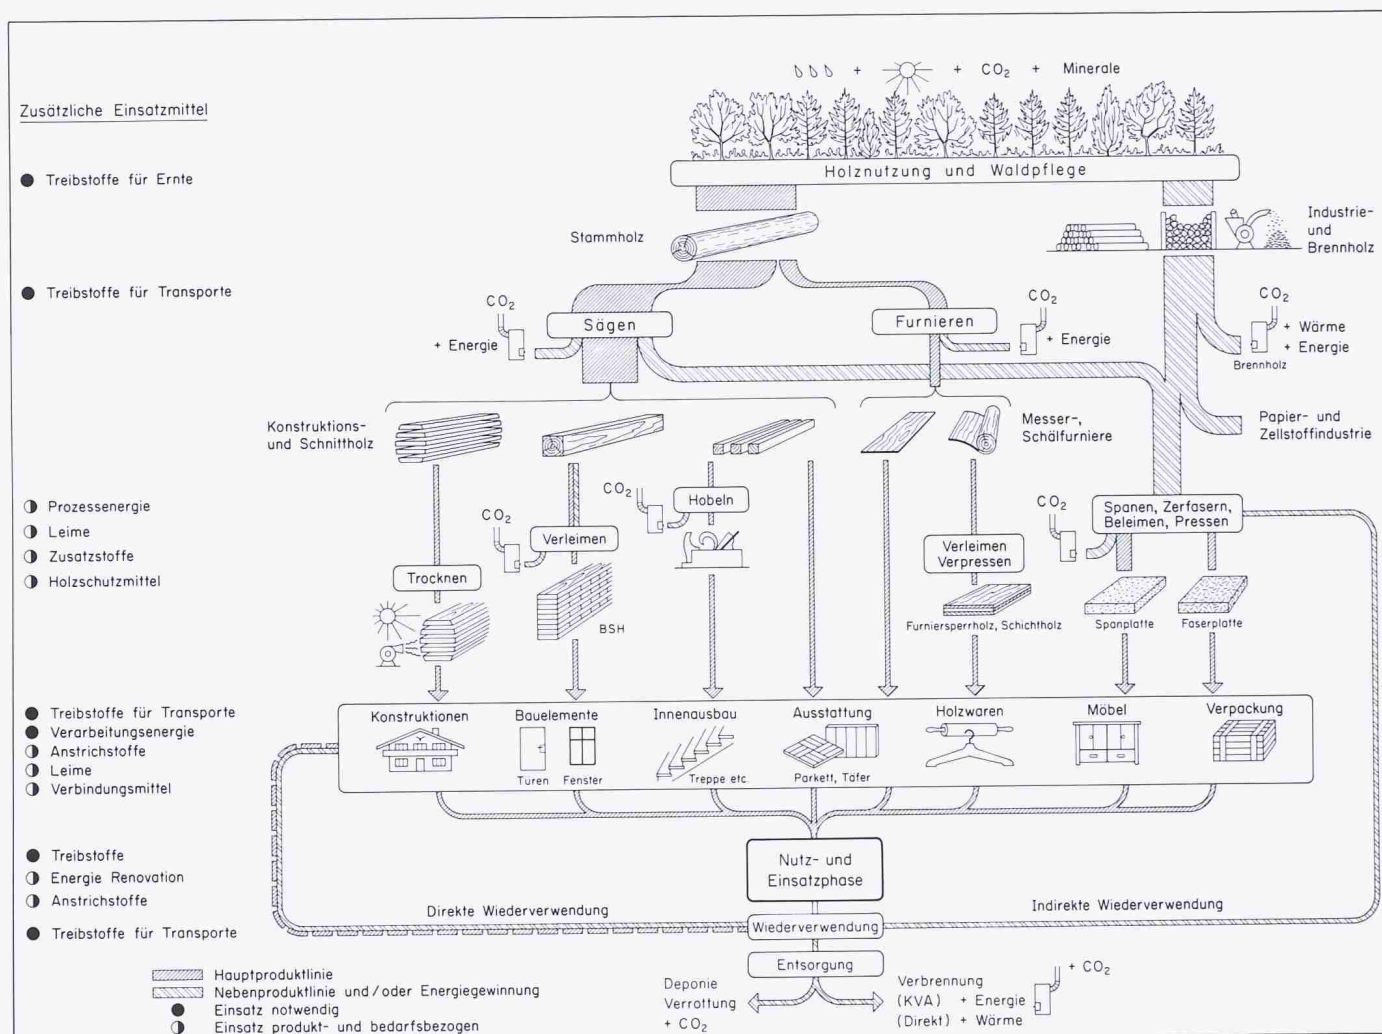 + + CO₂ + Minerale
Zusätzliche Einsatzmittel
Treibstoffe für Ernte
Holznutzung und Waldpflege
Stammholz
Industrie-
und
Brennholz
Treibstoffe für Transporte
CO₂
Sägen
+ Energie
Furnieren
CO₂
+ Energie
CO₂
+ Wärme
+ Energie
Brennholz
Konstruktions-
und Schnittholz
Messer-,
Schälfurniere
Papier- und
Zellstoffindustrie
Prozessenergie
Leime
Zusatzstoffe
Holzschutzmittel
CO₂
Verleimen
CO₂
Hobeln
Trocknen
BSH
Verleimen
Verpressen
Furniersperrholz, Schichtholz
CO₂
Spanen, Zerfasern,
Beleimen, Pressen
Spanplatte
Faserplatte
Treibstoffe für Transporte
Verarbeitungsenergie
Anstrichstoffe
Leime
Verbindungsmittel
Konstruktionen
Bauelemente
Türen Fenster
Innenausbau
Treppe etc.
Ausstattung
Parkett, Täfer
Holzwaren
Möbel
Verpackung
Treibstoffe
Energie Renovation
Anstrichstoffe
Nutz- und
Einsatzphase
Treibstoffe für Transporte
Direkte Wiederverwendung
Wiederverwendung
Indirekte Wiederverwendung
Entsorgung
Deponie
Verrottung
+ CO₂
Verbrennung
(KVA) + Energie
(Direkt) + Wärme
+ CO₂
Hauptproduktlinie
Nebenproduktlinie und/oder Energiegewinnung
Einsatz notwendig
Einsatz produkt- und bedarfsbezogen